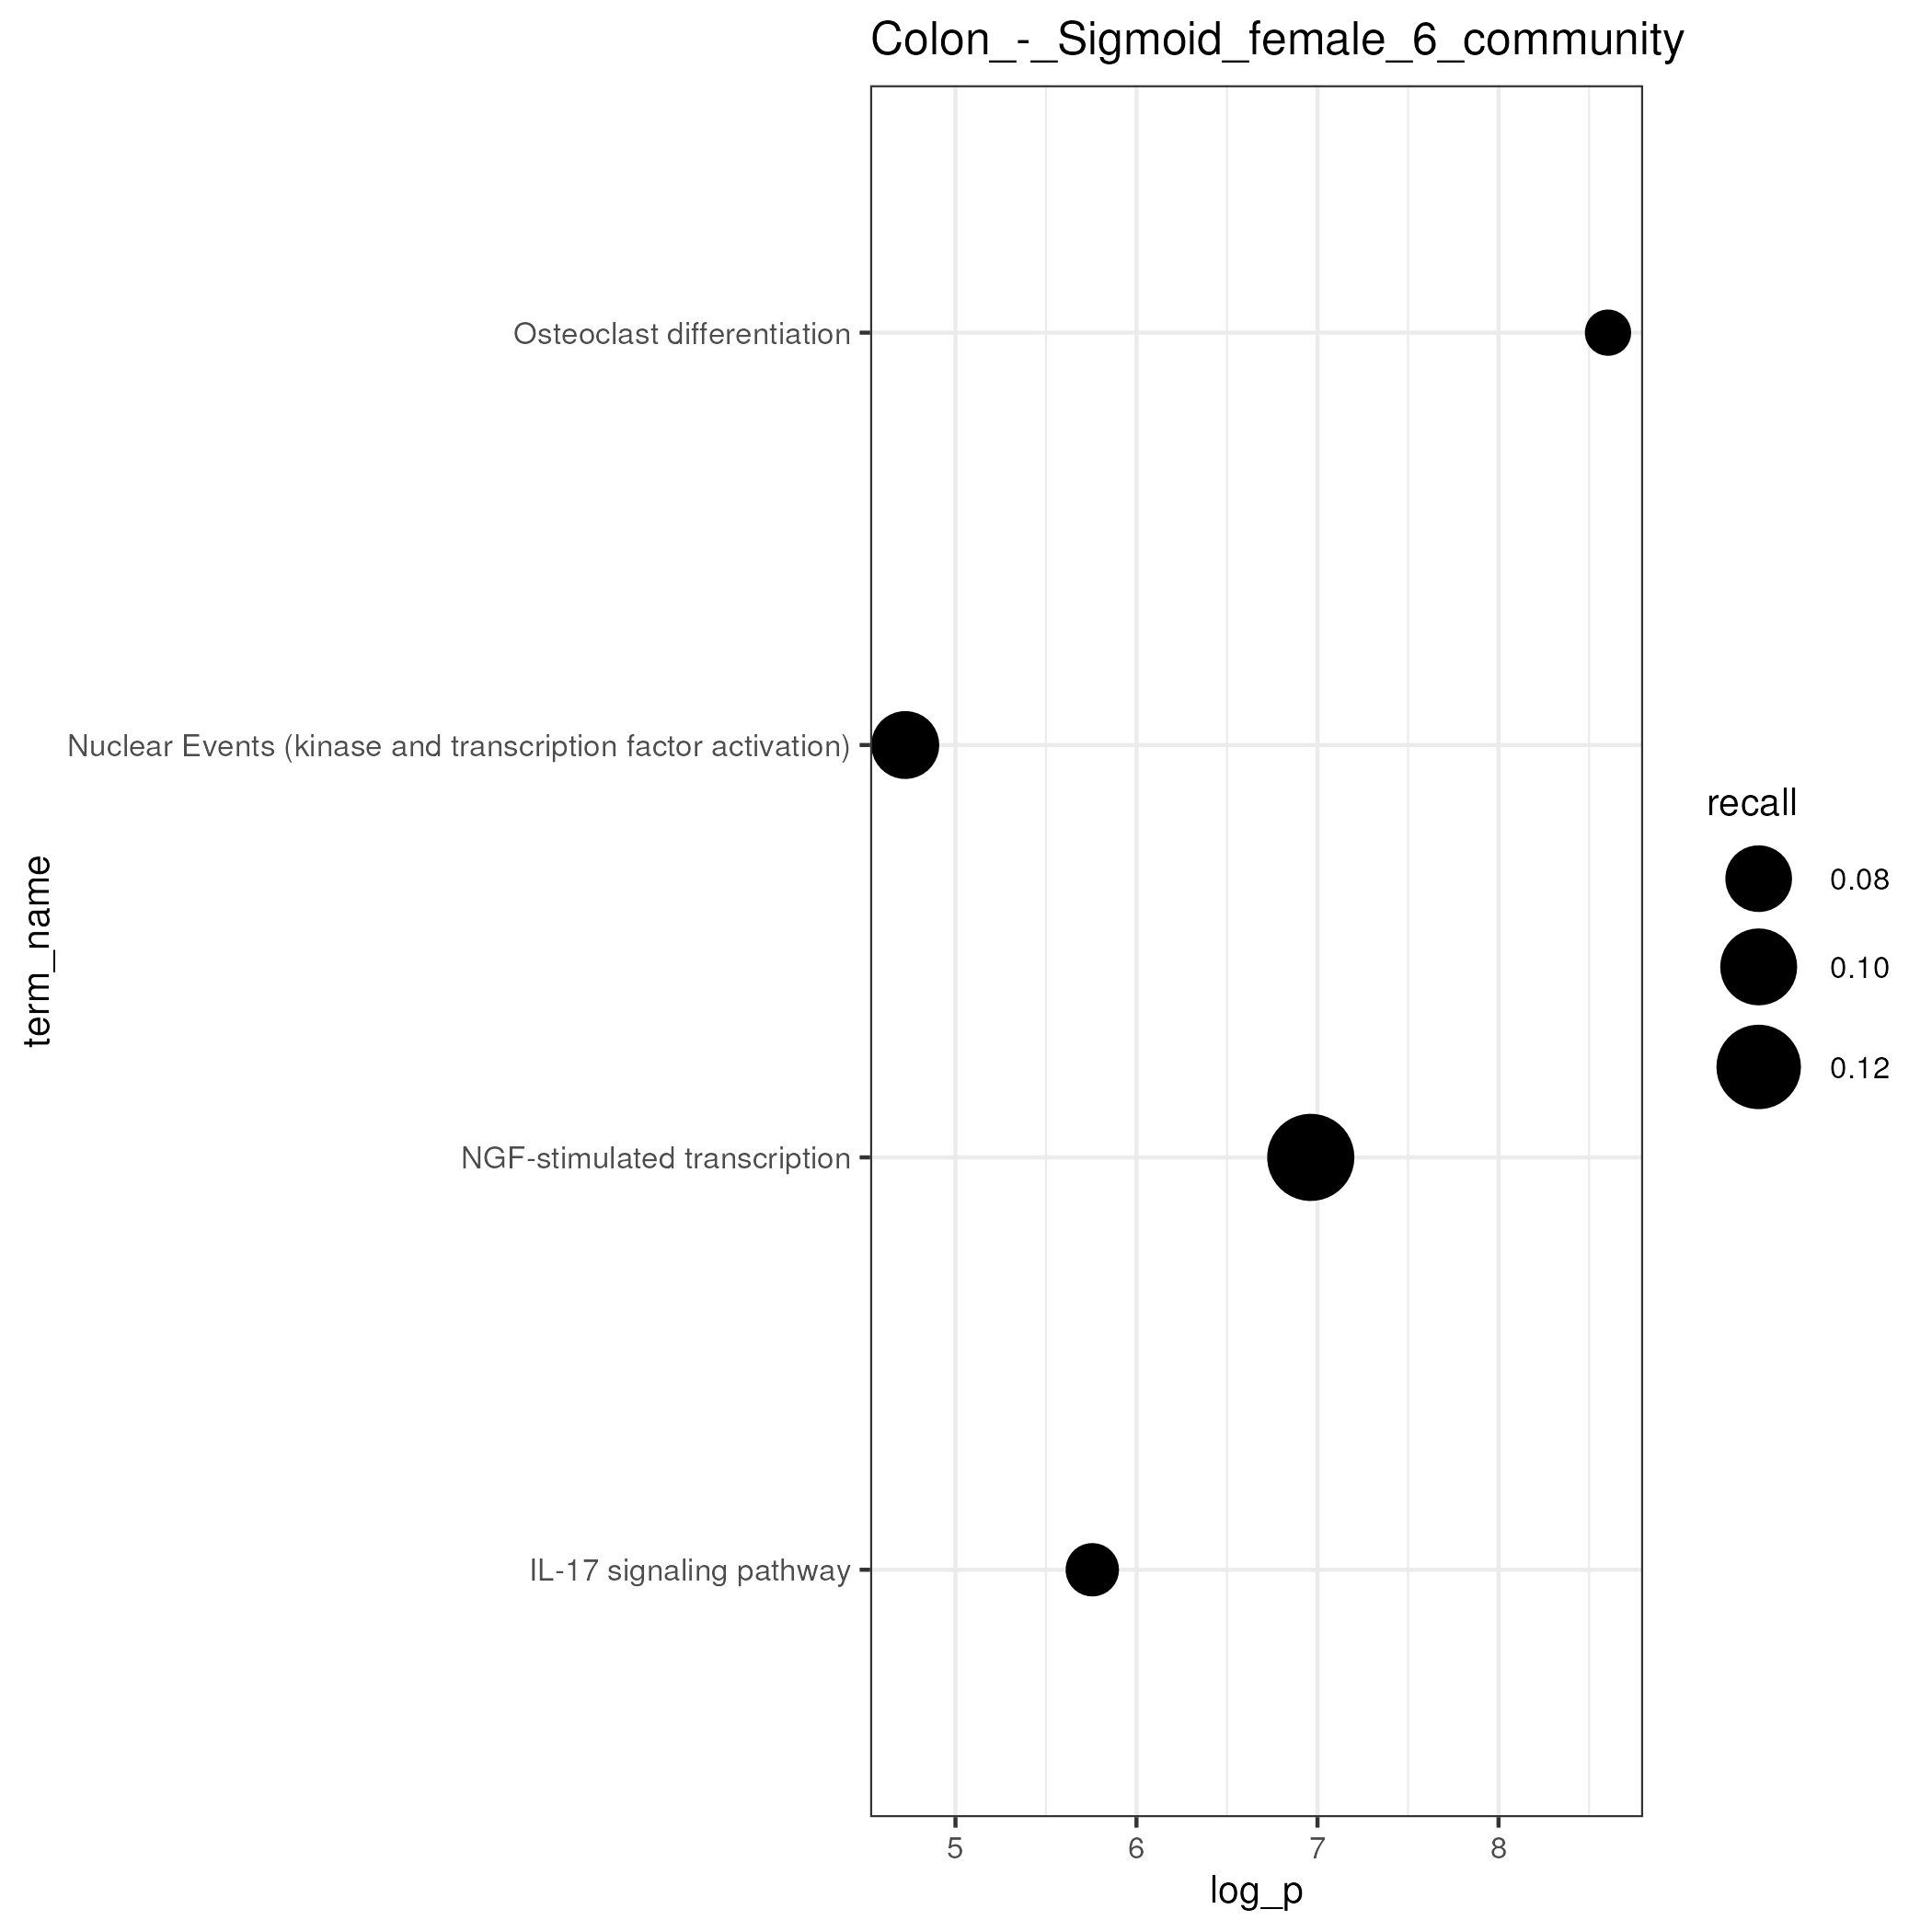 Colon_-_Sigmoid_female_6_community
Osteoclast differentiation
Nuclear Events (kinase and transcription factor activation)
NGF-stimulated transcription
IL-17 signaling pathway
term_name
5 6 7 8
log_p
recall
0.08
0.10
0.12